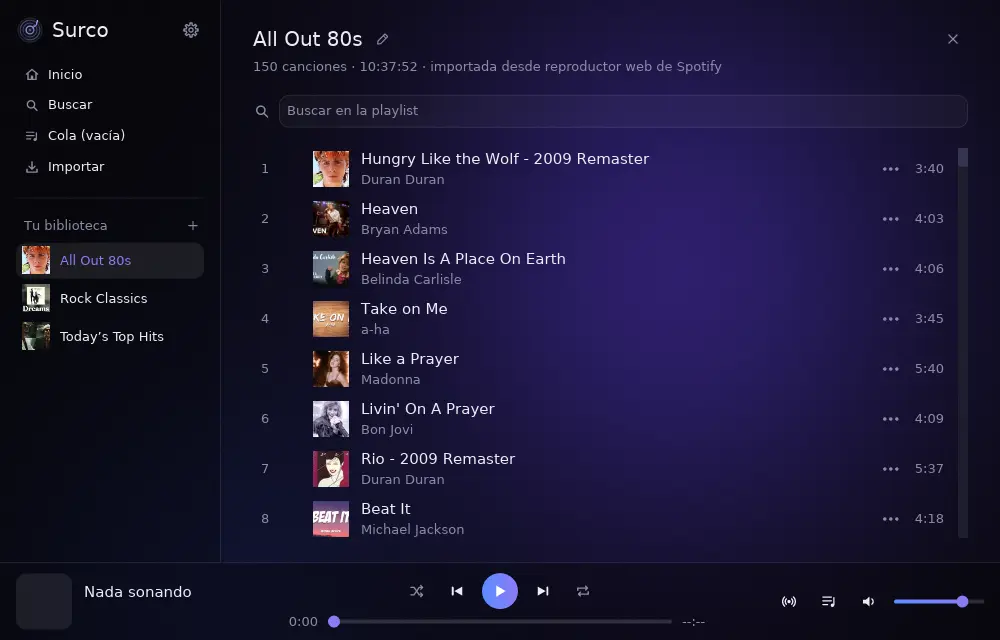 Surco
Inicio
Buscar
Cola (vacía)
Importar
Tu biblioteca
All Out 80s
Dreams
Rock Classics
Today’s Top Hits
All Out 80s
150 canciones · 10:37:52 · importada desde reproductor web de Spotify
Buscar en la playlist
1 Hungry Like the Wolf - 2009 Remaster 3:40
Duran Duran
2 Heaven 4:03
Bryan Adams
3 Heaven Is A Place On Earth 4:06
Belinda Carlisle
4 Take on Me 3:45
a-ha
5 Like a Prayer 5:40
Madonna
6 Livin' On A Prayer 4:09
Bon Jovi
7 Rio - 2009 Remaster 5:37
Duran Duran
BEAT IT
8 Beat It 4:18
Michael Jackson
Nada sonando
0:00 --:--